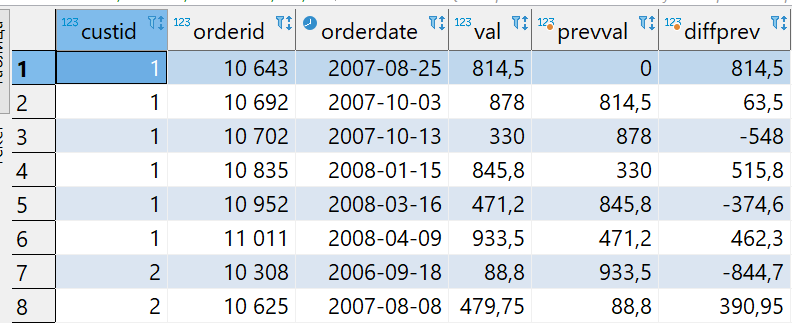 123 custid 123 orderid orderdate 123 val 123 prevval 123 diffprev
1 1 10 643 2007-08-25 814,5 0 814,5
2 1 10 692 2007-10-03 878 814,5 63,5
3 1 10 702 2007-10-13 330 878 -548
4 1 10 835 2008-01-15 845,8 330 515,8
5 1 10 952 2008-03-16 471,2 845,8 -374,6
6 1 11 011 2008-04-09 933,5 471,2 462,3
7 2 10 308 2006-09-18 88,8 933,5 -844,7
8 2 10 625 2007-08-08 479,75 88,8 390,95